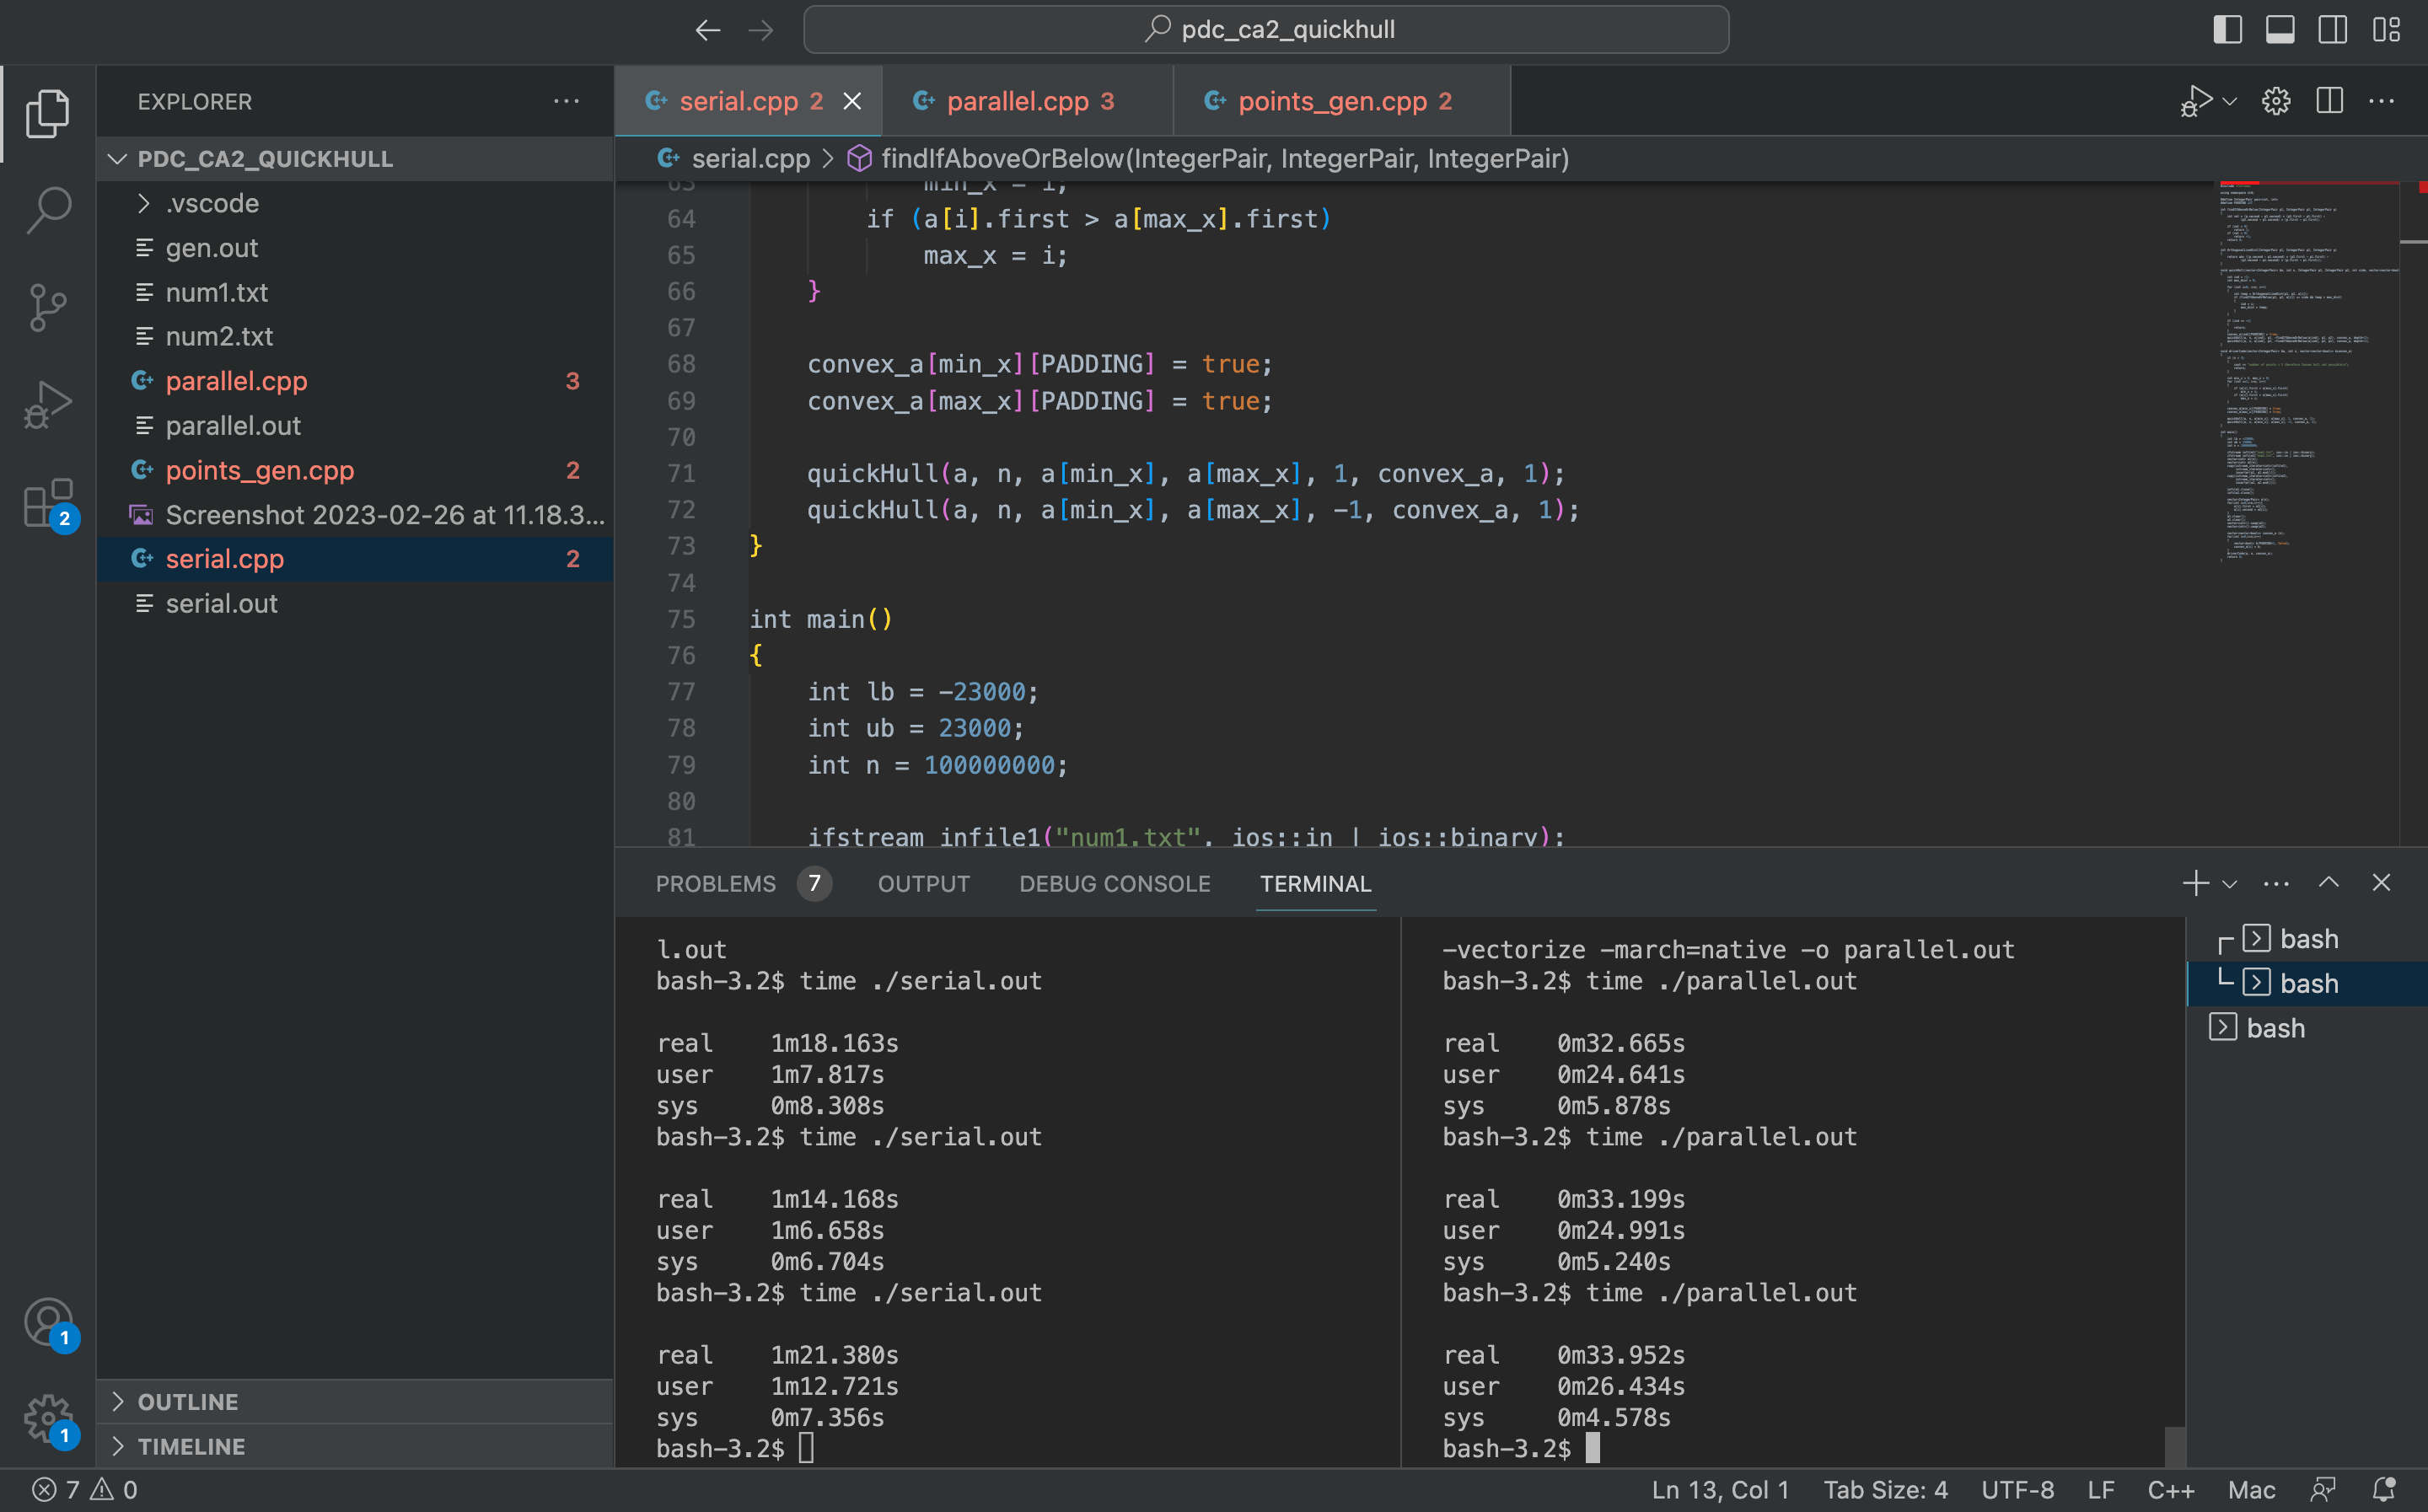 pdc_ca2_quickhull
EXPLORER
PDC_CA2_QUICKHULL
.vscode
gen.out
num1.txt
num2.txt
parallel.cpp 3
parallel.out
points_gen.cpp 2
Screenshot 2023-02-26 at 11.18.3...
serial.cpp 2
serial.out
OUTLINE
TIMELINE
2
1
1
serial.cpp 2
parallel.cpp 3
points_gen.cpp 2
serial.cpp > findIfAboveOrBelow(IntegerPair, IntegerPair, IntegerPair)
63 min_x = i;
64 if (a[i].first > a[max_x].first)
65 max_x = i;
66 }
67
68 convex_a[min_x][PADDING] = true;
69 convex_a[max_x][PADDING] = true;
70
71 quickHull(a, n, a[min_x], a[max_x], 1, convex_a, 1);
72 quickHull(a, n, a[min_x], a[max_x], -1, convex_a, 1);
73 }
74
75 int main()
76 {
77 int lb = -23000;
78 int ub = 23000;
79 int n = 100000000;
80
81 ifstream infile1("num1.txt", ios::in | ios::binary);
PROBLEMS 7 OUTPUT DEBUG CONSOLE TERMINAL
l.out
bash-3.2$ time ./serial.out
real 1m18.163s
user 1m7.817s
sys 0m8.308s
bash-3.2$ time ./serial.out
real 1m14.168s
user 1m6.658s
sys 0m6.704s
bash-3.2$ time ./serial.out
real 1m21.380s
user 1m12.721s
sys 0m7.356s
bash-3.2$
-vectorize -march=native -o parallel.out
bash-3.2$ time ./parallel.out
real 0m32.665s
user 0m24.641s
sys 0m5.878s
bash-3.2$ time ./parallel.out
real 0m33.199s
user 0m24.991s
sys 0m5.240s
bash-3.2$ time ./parallel.out
real 0m33.952s
user 0m26.434s
sys 0m4.578s
bash-3.2$
bash
bash
bash
7 0
Ln 13, Col 1 Tab Size: 4 UTF-8 LF C++ Mac